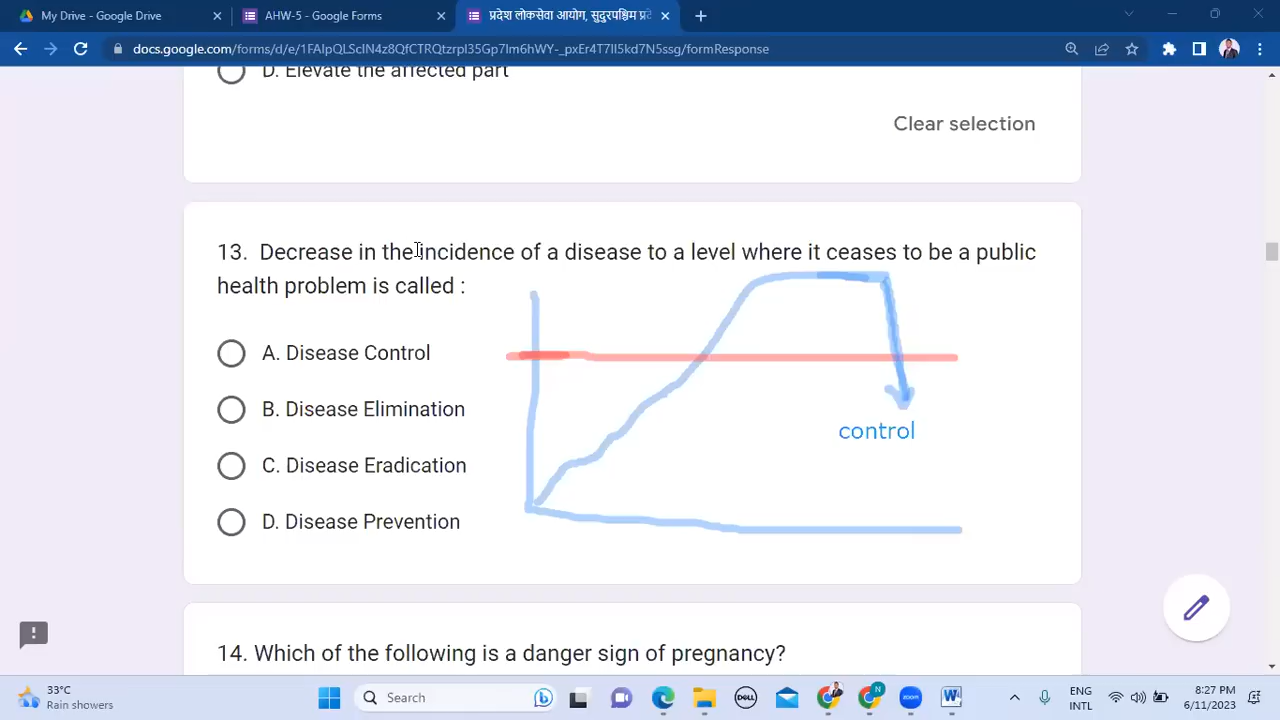 My Drive - Google Drive
AHW-5 - Google Forms
प्रदेश लोकसेवा आयोग, सुदुरपश्चिम प्रदे
docs.google.com/forms/d/e/1FAIpQLSclN4z8QfCTRQtzrpl35Gp7Im6hWY-_pxEr4T7Il5kd7N5ssg/formResponse
D. Elevate the affected part
Clear selection
13. Decrease in the incidence of a disease to a level where it ceases to be a public
health problem is called :
A. Disease Control
B. Disease Elimination
C. Disease Eradication
D. Disease Prevention
control
14. Which of the following is a danger sign of pregnancy?
33°C
Rain showers
Search
DELL
N
zoom
W
ENG
INTL
8:27 PM
6/11/2023